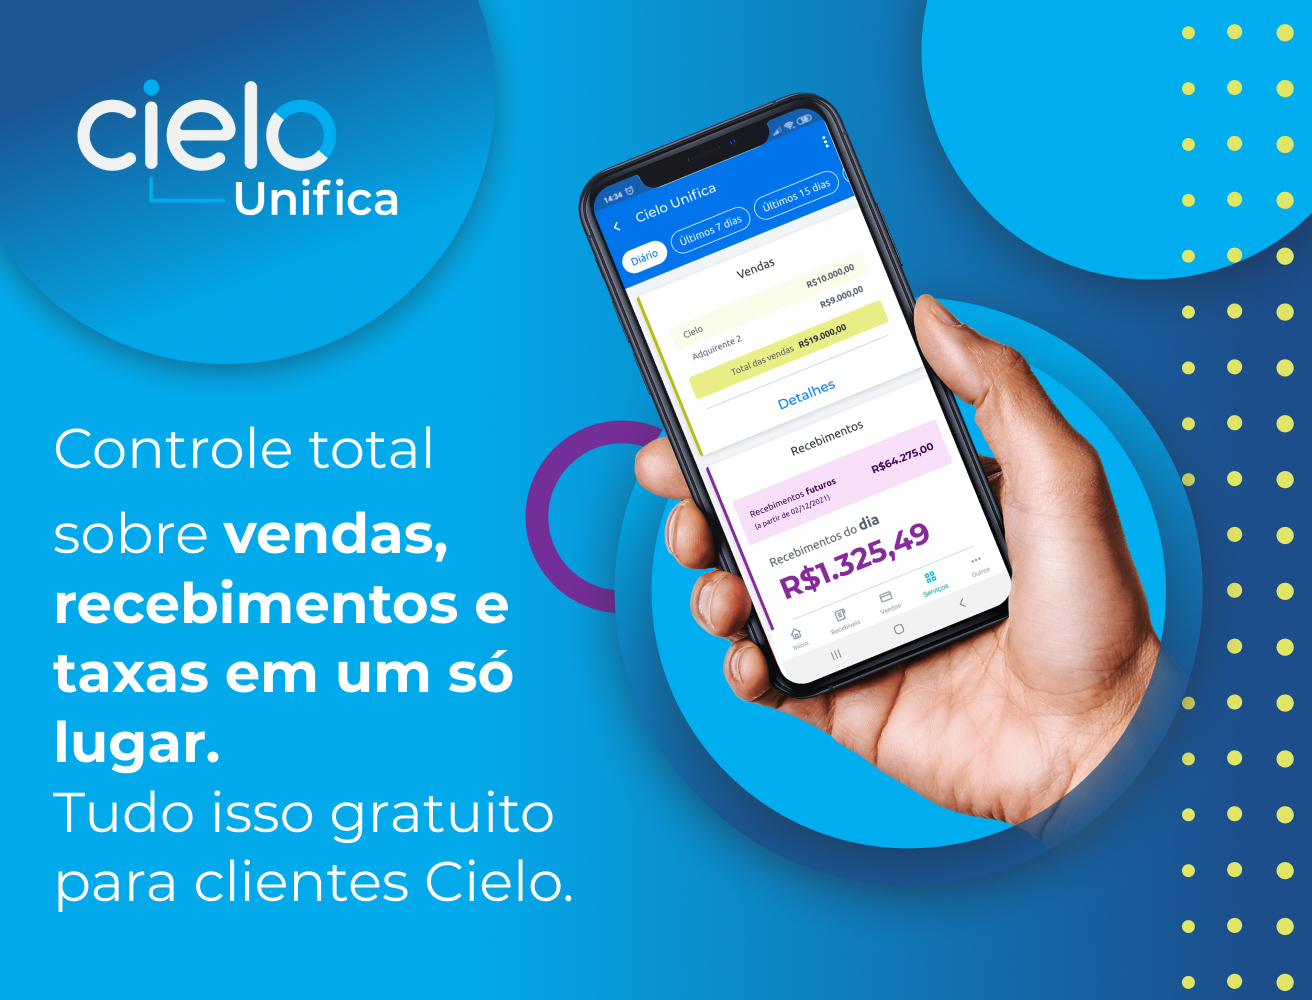 cielo
Unifica
Controle total
sobre vendas,
recebimentos e
taxas em um só
lugar.
Tudo isso gratuito
para clientes Cielo.
14:34
Cielo Unifica
Diário
Últimos 7 dias
Últimos 15 dias
Vendas
Cielo R$10.000,00
Adquirente 2 R$9.000,00
Total das vendas R$19.000,00
Detalhes
Recebimentos
Recebimentos futuros R$64.275,00
(a partir de 02/12/2021)
Recebimentos do dia
R$1.325,49
Início
Recebíveis
Vendas
Serviços
Outros